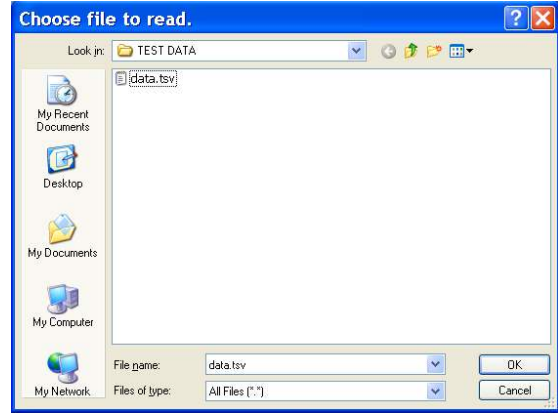 Choose file to read.
Look in: TEST DATA
data.tsv
My Recent
Documents
Desktop
My Documents
My Computer
My Network
File name: data.tsv OK
Files of type: All Files (*.*) Cancel